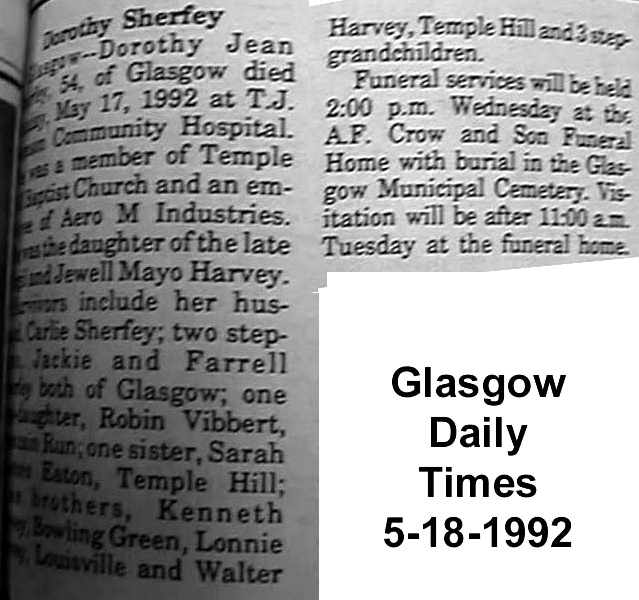 Dorothy Sherfey
Glasgow--Dorothy Jean
54, of Glasgow died
May 17, 1992 at T.J.
Community Hospital.
was a member of Temple
Baptist Church and an em-
of Aero M Industries.
was the daughter of the late
and Jewell Mayo Harvey.
Survivors include her hus-
Carlie Sherfey; two step-
Jackie and Farrell
both of Glasgow; one
Robin Vibbert,
Run; one sister, Sarah
Eaton, Temple Hill;
brothers, Kenneth
Bowling Green, Lonnie
Louisville and Walter
Harvey, Temple Hill and 3 step-
grandchildren.
Funeral services will be held
2:00 p.m. Wednesday at the
A.F. Crow and Son Funeral
Home with burial in the Glas-
gow Municipal Cemetery. Vis-
itation will be after 11:00 a.m.
Tuesday at the funeral home.
Glasgow
Daily
Times
5-18-1992